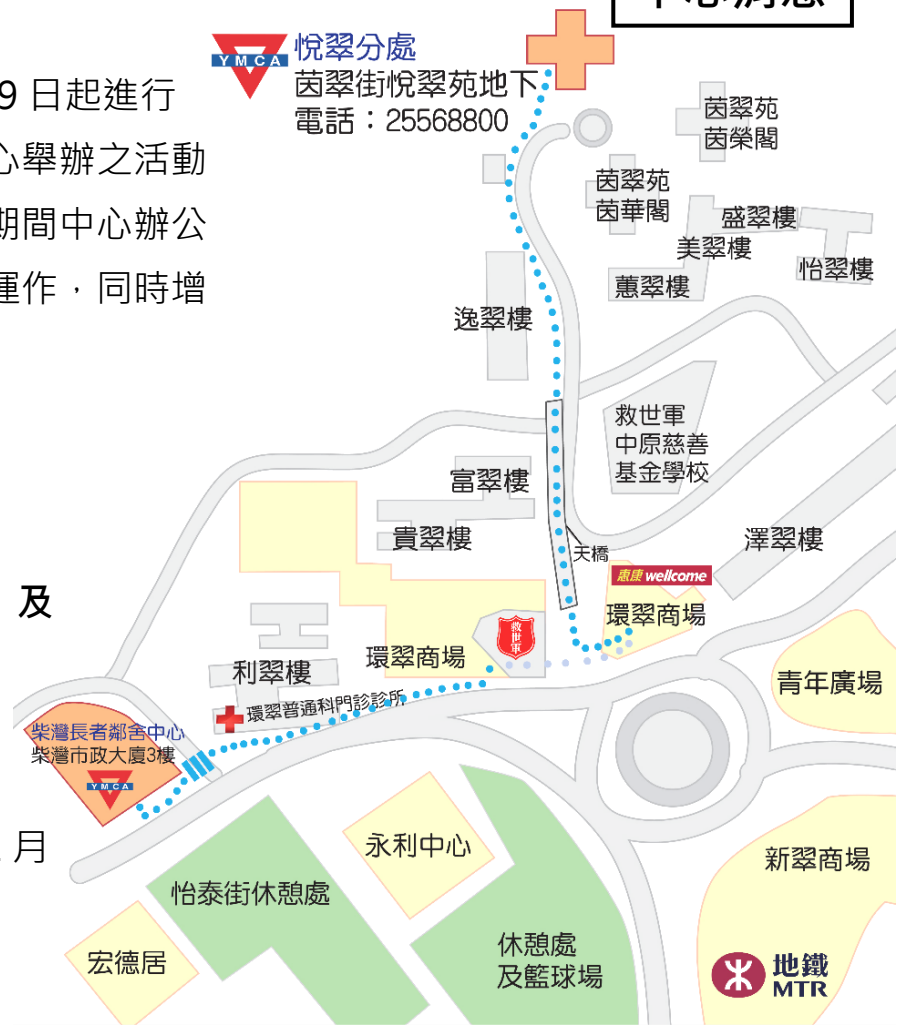 中心消息
悅翠分處
YMCA
茵翠街悅翠苑地下
電話：25568800
9 日起進行
心舉辦之活動
期間中心辦公
運作，同時增
茵翠苑
茵榮閣
茵翠苑
茵華閣
盛翠樓
美翠樓
怡翠樓
蕙翠樓
逸翠樓
救世軍
中原慈善
基金學校
富翠樓
貴翠樓
澤翠樓
天橋
惠康 wellcome
及
環翠商場
救世軍
環翠商場
利翠樓
青年廣場
環翠普通科門診診所
柴灣長者鄰舍中心
柴灣市政大廈3樓
YMCA
月
永利中心
新翠商場
怡泰街休憩處
宏德居
休憩處
及籃球場
地鐵
MTR